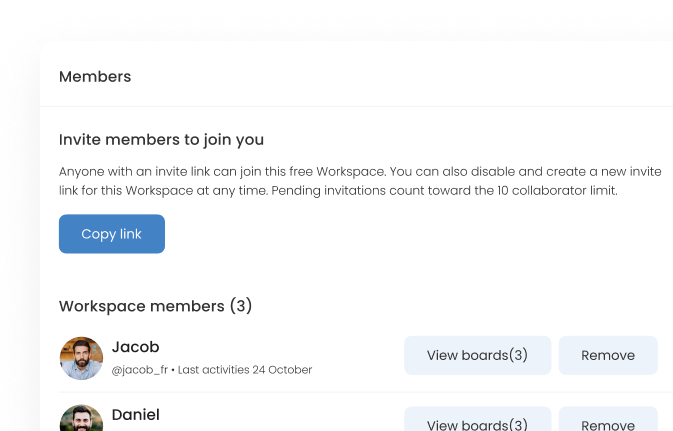 Members
Invite members to join you
Anyone with an invite link can join this free Workspace. You can also disable and create a new invite
link for this Workspace at any time. Pending invitations count toward the 10 collaborator limit.
Copy link
Workspace members (3)
Jacob
@jacob_fr • Last activities 24 October
View boards(3)
Remove
Daniel
View boards(3)
Remove